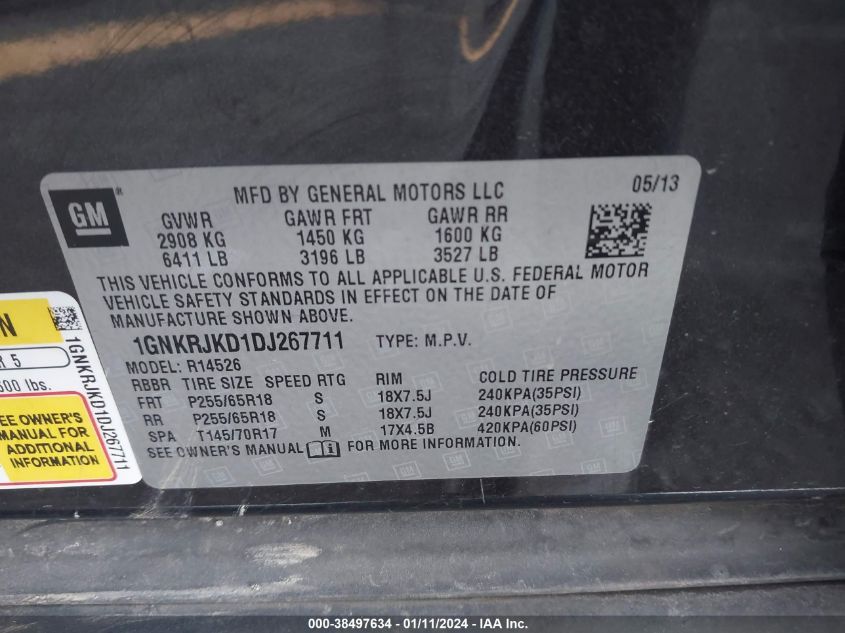 GM ®
MFD BY GENERAL MOTORS LLC
05/13
GVWR GAWR FRT GAWR RR
2908 KG 1450 KG 1600 KG
6411 LB 3196 LB 3527 LB
THIS VEHICLE CONFORMS TO ALL APPLICABLE U.S. FEDERAL MOTOR
VEHICLE SAFETY STANDARDS IN EFFECT ON THE DATE OF
MANUFACTURE SHOWN ABOVE.
1GNKRJKD1DJ267711 TYPE: M.P.V.
MODEL: R14526
RBBR TIRE SIZE SPEED RTG RIM COLD TIRE PRESSURE
FRT P255/65R18 S 18X7.5J 240KPA(35PSI)
RR P255/65R18 S 18X7.5J 240KPA(35PSI)
SPA T145/70R17 M 17X4.5B 420KPA(60PSI)
SEE OWNER'S MANUAL FOR MORE INFORMATION.
N
R 5
500 lbs.
SEE OWNER'S
MANUAL FOR
ADDITIONAL
INFORMATION
1GNKRJKD1DJ267711
000-38497634 - 01/11/2024 - IAA Inc.